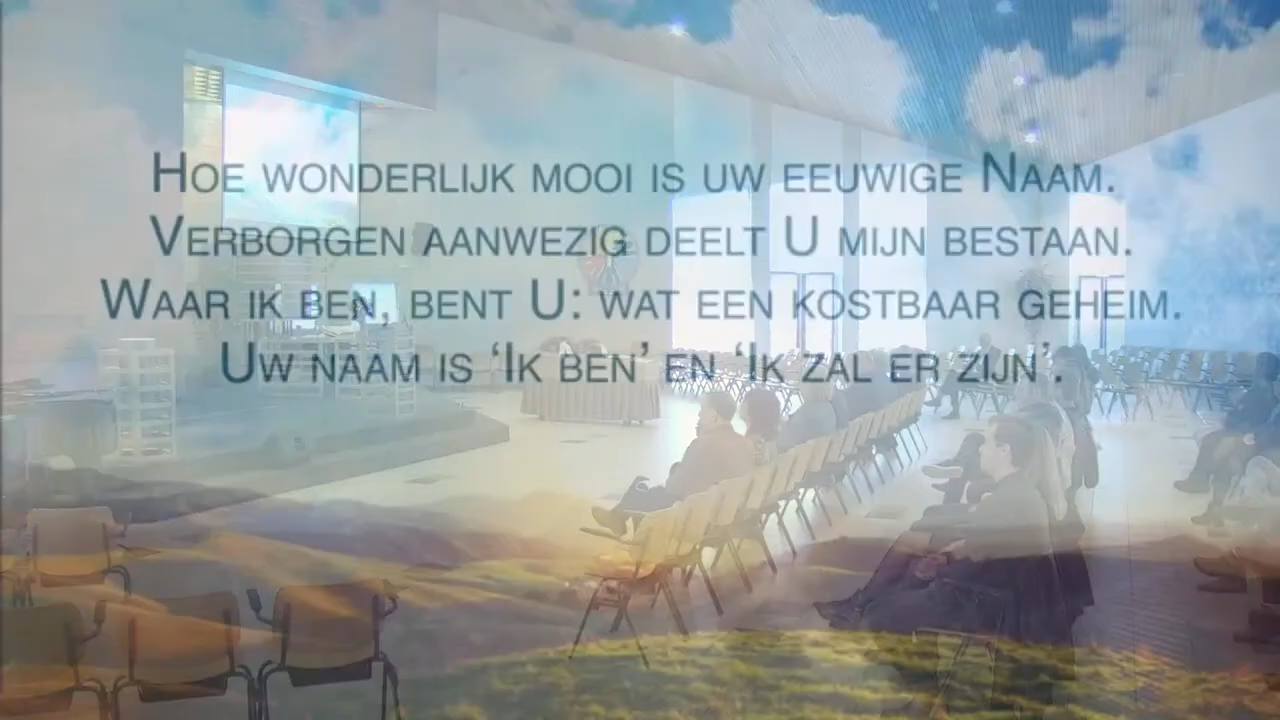 Hoe wonderlijk mooi is uw eeuwige Naam.
Verborgen aanwezig deelt U mijn bestaan.
Waar ik ben, bent U: wat een kostbaar geheim.
Uw naam is ‘Ik ben’ en ‘Ik zal er zijn’.